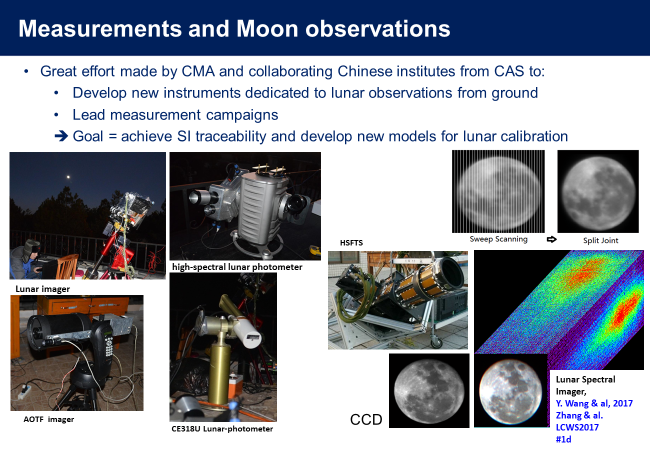 Measurements and Moon observations
• Great effort made by CMA and collaborating Chinese institutes from CAS to:
• Develop new instruments dedicated to lunar observations from ground
• Lead measurement campaigns
➔ Goal = achieve SI traceability and develop new models for lunar calibration
Lunar imager
high-spectral lunar photometer
HSFTS
Sweep Scanning ⇨ Split Joint
AOTF imager
CE318U Lunar-photometer
CCD
Lunar Spectral
Imager,
Y. Wang & al, 2017
Zhang & al.
LCWS2017
#1d